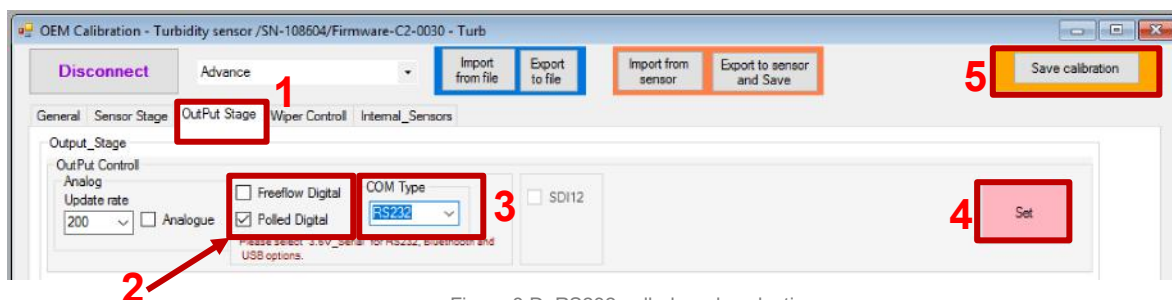 OEM Calibration - Turbidity sensor /SN-108604/Firmware-C2-0030 - Turb
Disconnect
Advance
Import from file
Export to file
Import from sensor
Export to sensor and Save
5
Save calibration
1
General
Sensor Stage
OutPut Stage
Wiper Controll
Internal_Sensors
Output_Stage
OutPut Controll
Analog
Update rate
200
Analogue
Freeflow Digital
Polled Digital
COM Type
RS232
3
SDI12
4
Set
Please select "3.6V_Serial" for RS232, Bluethooth and
USB options.
2